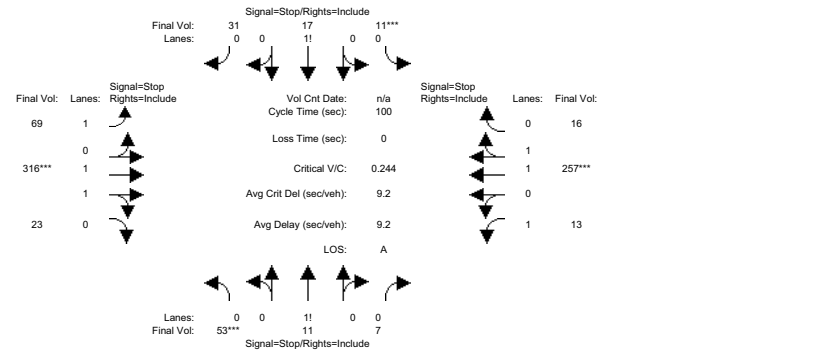 Signal=Stop/Rights=Include
Final Vol: 31 17 11***
Lanes: 0 0 1! 0 0
Signal=Stop
Final Vol: Lanes: Rights=Include
Vol Cnt Date: n/a
Signal=Stop
Rights=Include Lanes: Final Vol:
Cycle Time (sec): 100
69 1
0 16
Loss Time (sec): 0
0
1
316*** 1
Critical V/C: 0.244
1 257***
1
Avg Crit Del (sec/veh): 9.2
0
23 0
Avg Delay (sec/veh): 9.2
1 13
LOS: A
Lanes: 0 0 1! 0 0
Final Vol: 53*** 11 7
Signal=Stop/Rights=Include